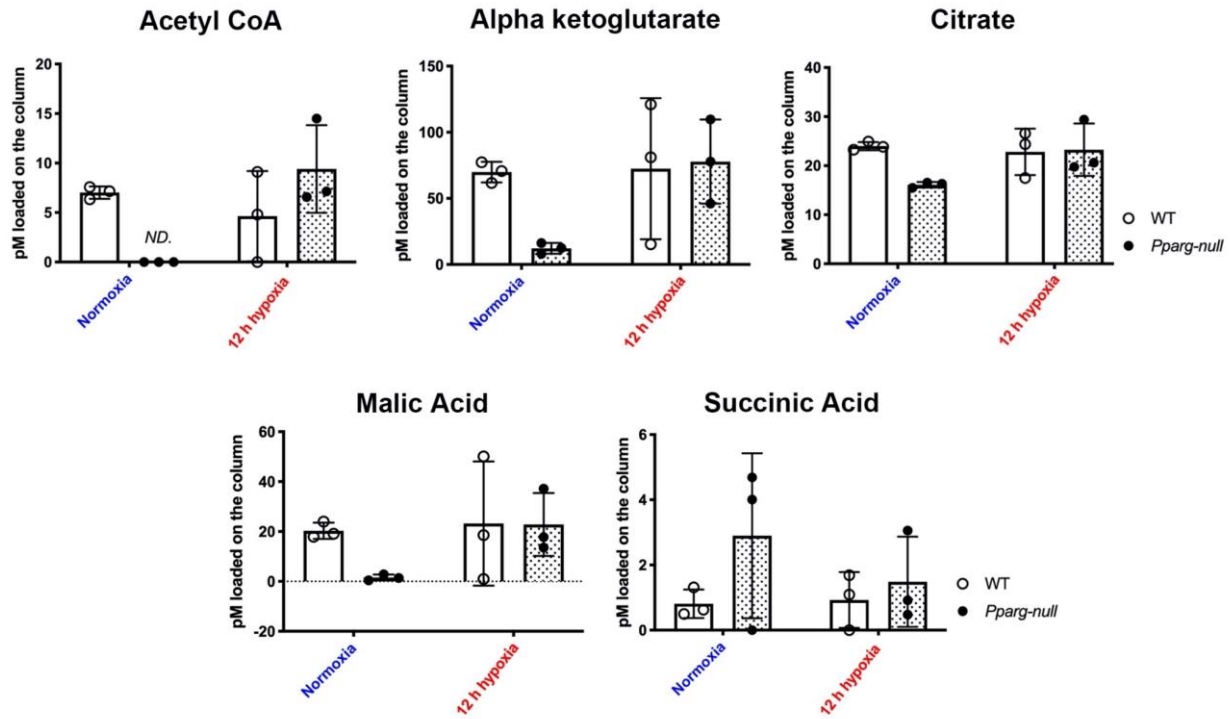 Acetyl CoA
pM loaded on the column
20
15
10
5
0
ND.
Normoxia
12 h hypoxia
Alpha ketoglutarate
pM loaded on the column
150
100
50
0
Normoxia
12 h hypoxia
Citrate
pM loaded on the column
40
30
20
10
0
Normoxia
12 h hypoxia
WT
Pparg-null
Malic Acid
pM loaded on the column
60
40
20
0
-20
Normoxia
12 h hypoxia
Succinic Acid
pM loaded on the column
6
4
2
0
Normoxia
12 h hypoxia
WT
Pparg-null